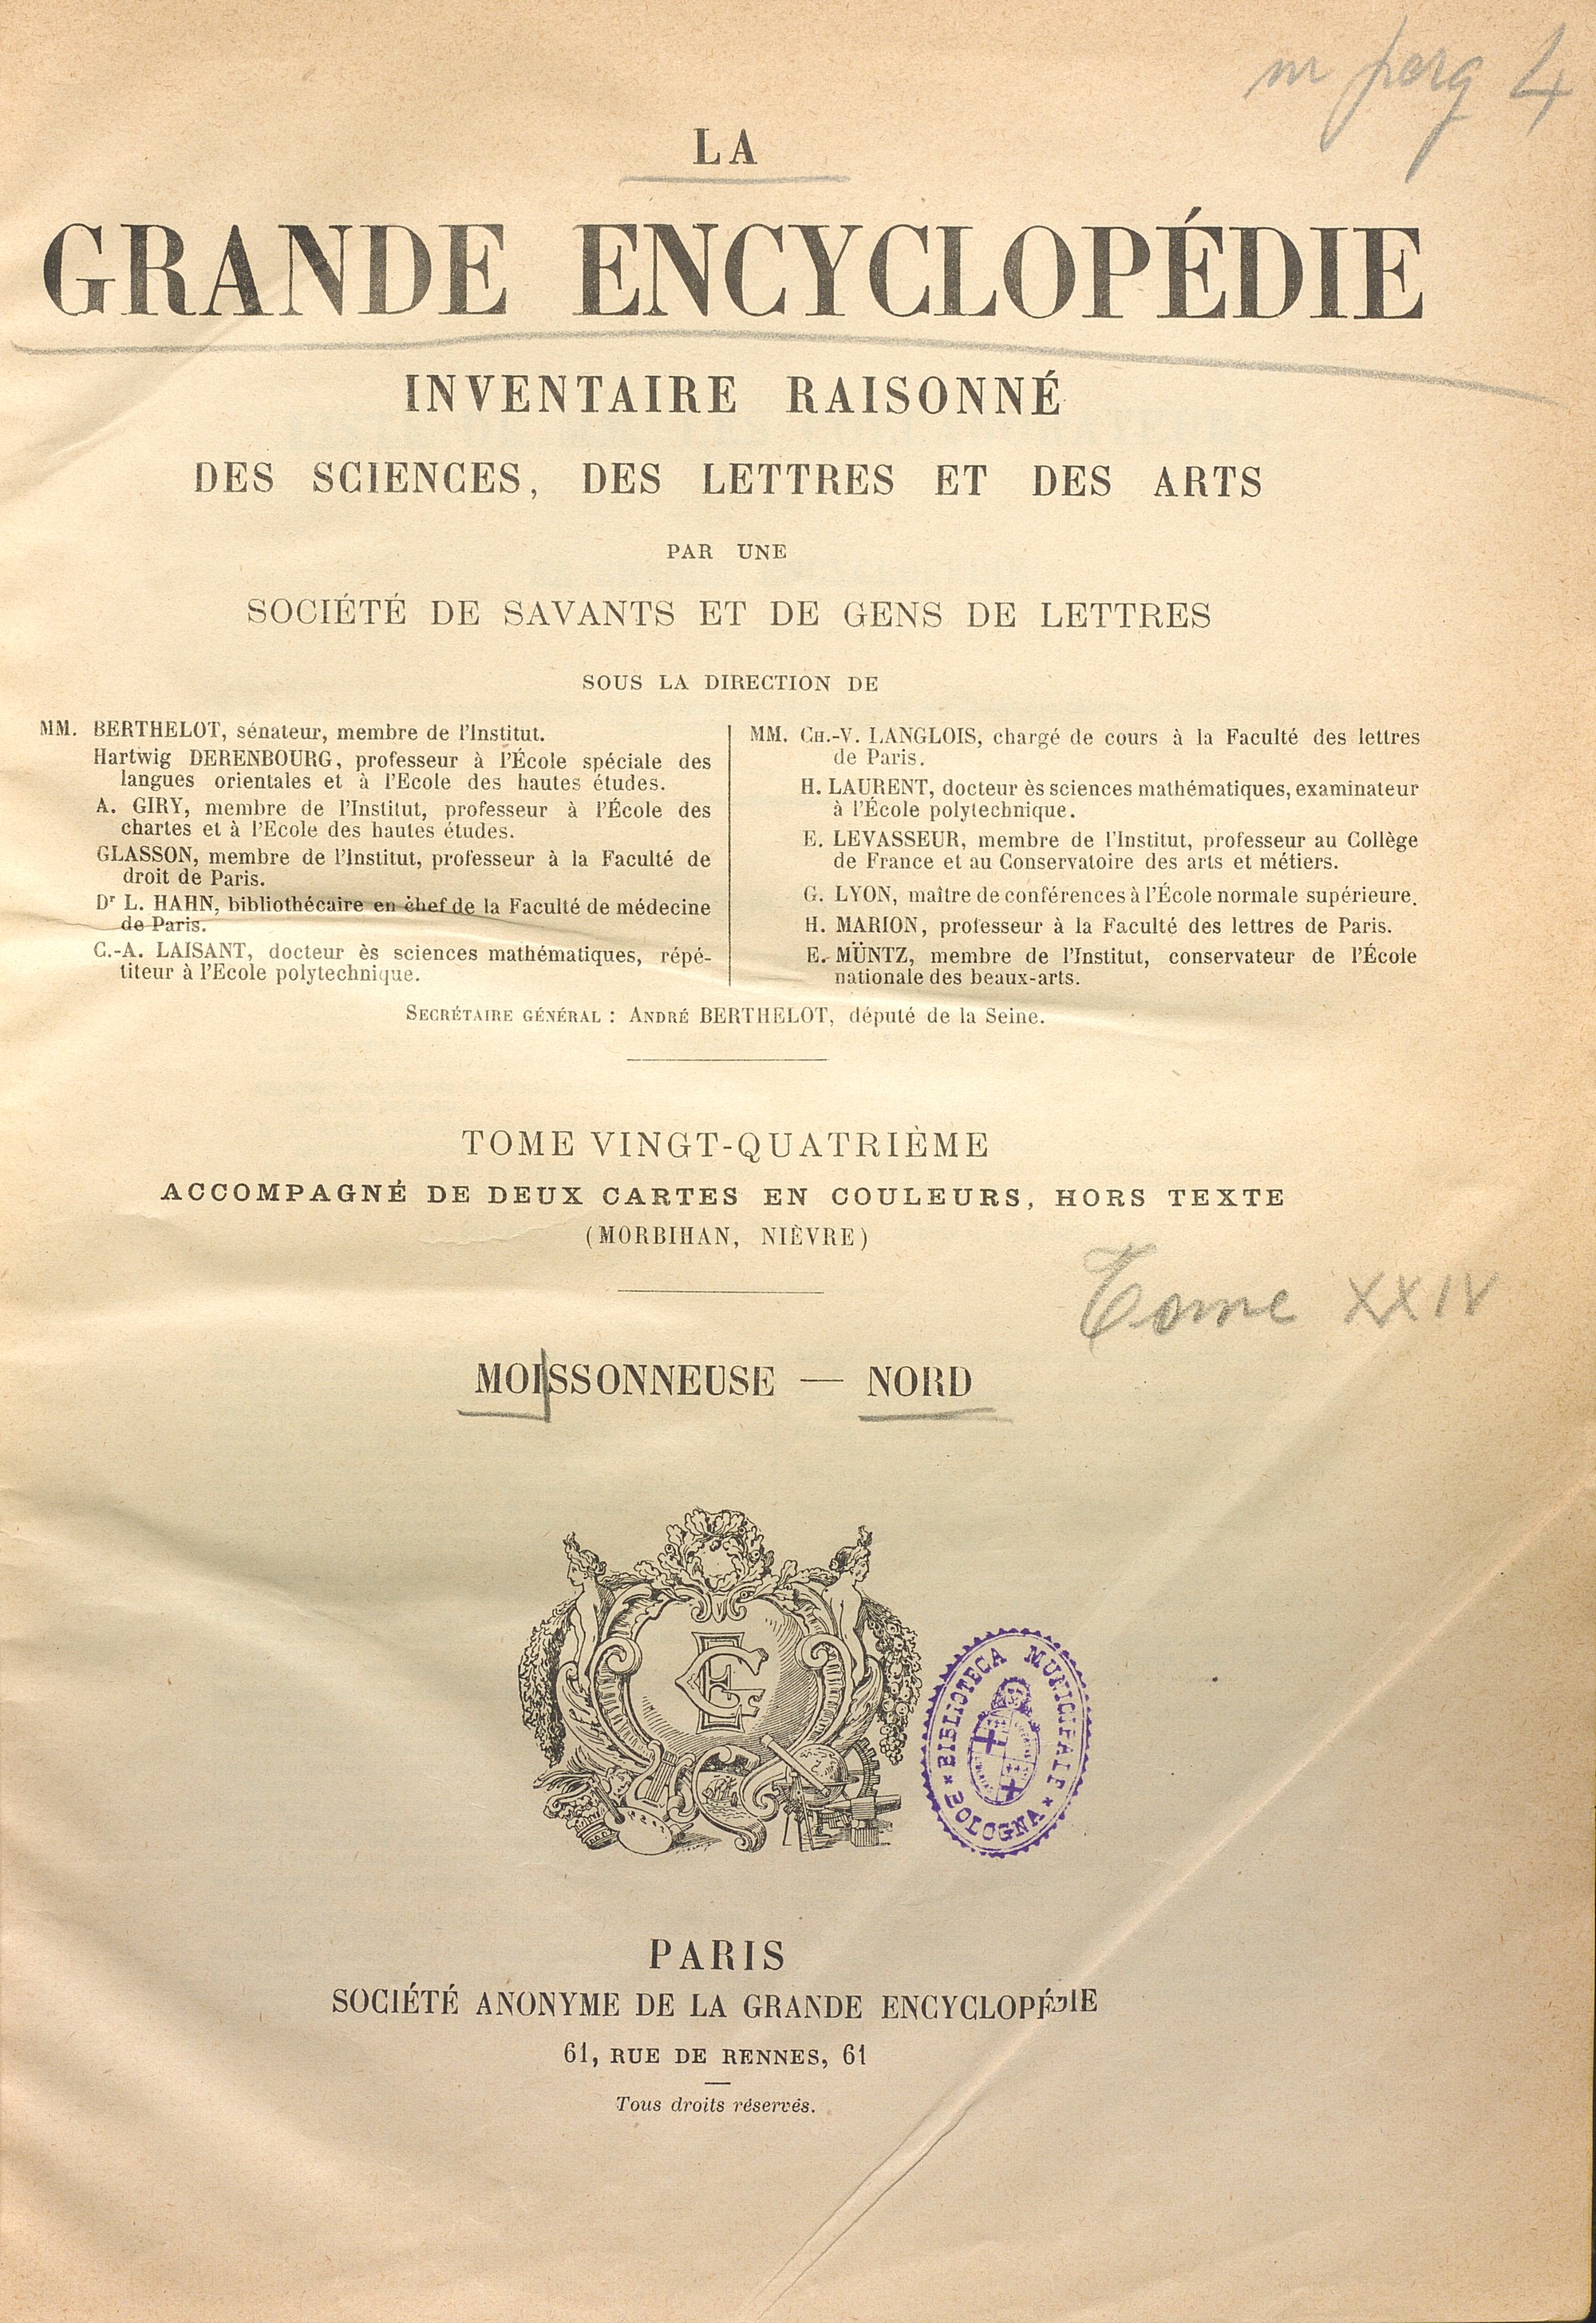 m perg 4
LA
GRANDE ENCYCLOPÉDIE
INVENTAIRE RAISONNÉ
DES SCIENCES, DES LETTRES ET DES ARTS
PAR UNE
SOCIÉTÉ DE SAVANTS ET DE GENS DE LETTRES
SOUS LA DIRECTION DE
MM. BERTHELOT, sénateur, membre de l'Institut.
Hartwig DERENBOURG, professeur à l'École spéciale des
langues orientales et à l'Ecole des hautes études.
A. GIRY, membre de l'Institut, professeur à l'École des
chartes et à l'Ecole des hautes études.
GLASSON, membre de l'Institut, professeur à la Faculté de
droit de Paris.
Dr L. HAHN, bibliothécaire en chef de la Faculté de médecine
de Paris.
C.-A. LAISANT, docteur ès sciences mathématiques, répé-
titeur à l'Ecole polytechnique.
MM. CH.-V. LANGLOIS, chargé de cours à la Faculté des lettres
de Paris.
H. LAURENT, docteur ès sciences mathématiques, examinateur
à l'École polytechnique.
E. LEVASSEUR, membre de l'Institut, professeur au Collège
de France et au Conservatoire des arts et métiers.
G. LYON, maître de conférences à l'École normale supérieure.
H. MARION, professeur à la Faculté des lettres de Paris.
E. MÜNTZ, membre de l'Institut, conservateur de l'École
nationale des beaux-arts.
SECRÉTAIRE GÉNÉRAL : ANDRÉ BERTHELOT, député de la Seine.
TOME VINGT-QUATRIÈME
ACCOMPAGNÉ DE DEUX CARTES EN COULEURS, HORS TEXTE
(MORBIHAN, NIÈVRE)
Tome XXIV
MOISSONNEUSE — NORD
GE
BIBLIOTECA MUNICIPALE
BOLOGNA
PARIS
SOCIÉTÉ ANONYME DE LA GRANDE ENCYCLOPÉDIE
61, RUE DE RENNES, 61
Tous droits réservés.